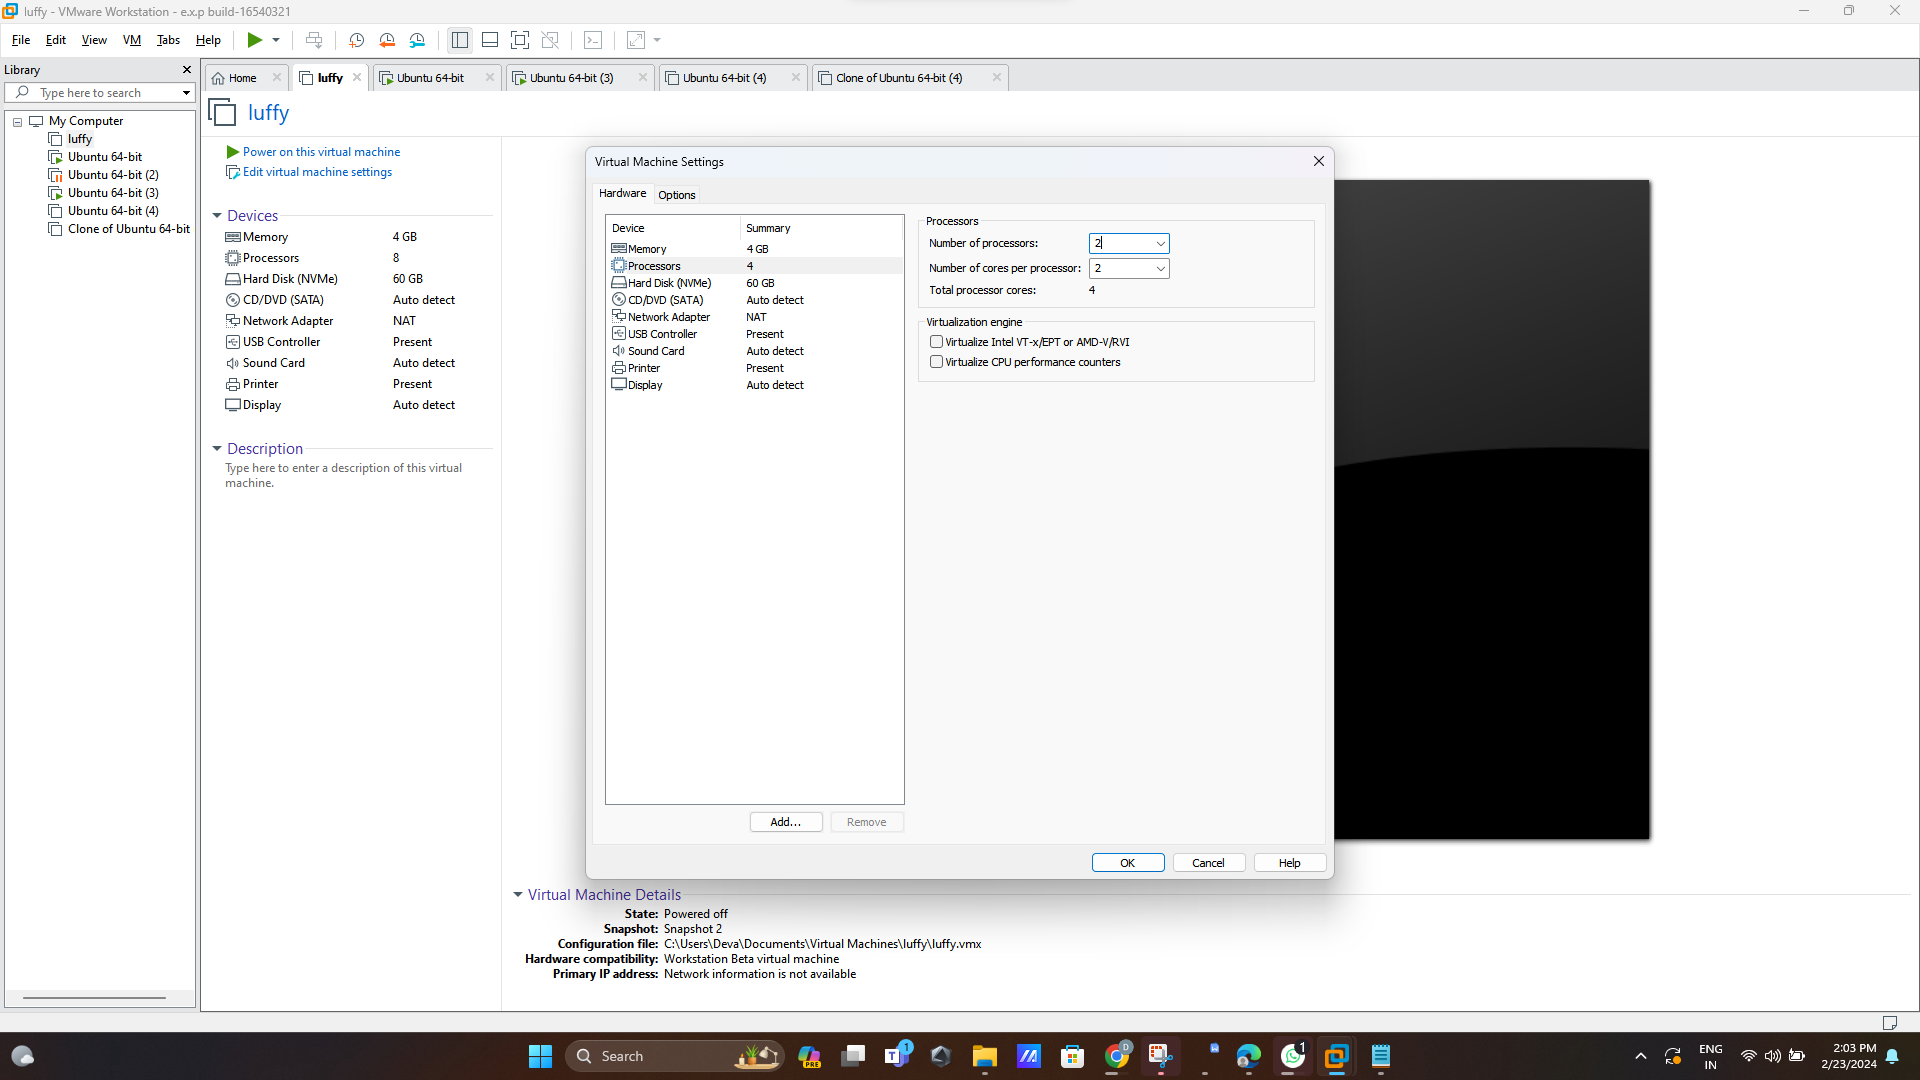 luffy - VMware Workstation - e.x.p build-16540321
File Edit View VM Tabs Help
Library
Type here to search
My Computer
luffy
Ubuntu 64-bit
Ubuntu 64-bit (2)
Ubuntu 64-bit (3)
Ubuntu 64-bit (4)
Clone of Ubuntu 64-bit
Home luffy Ubuntu 64-bit Ubuntu 64-bit (3) Ubuntu 64-bit (4) Clone of Ubuntu 64-bit (4)
luffy
Power on this virtual machine
Edit virtual machine settings
Devices
Memory 4 GB
Processors 8
Hard Disk (NVMe) 60 GB
CD/DVD (SATA) Auto detect
Network Adapter NAT
USB Controller Present
Sound Card Auto detect
Printer Present
Display Auto detect
Description
Type here to enter a description of this virtual
machine.
Virtual Machine Settings
Hardware Options
Device Summary
Memory 4 GB
Processors 4
Hard Disk (NVMe) 60 GB
CD/DVD (SATA) Auto detect
Network Adapter NAT
USB Controller Present
Sound Card Auto detect
Printer Present
Display Auto detect
Add... Remove
Processors
Number of processors: 2
Number of cores per processor: 2
Total processor cores: 4
Virtualization engine
Virtualize Intel VT-x/EPT or AMD-V/RVI
Virtualize CPU performance counters
OK Cancel Help
Virtual Machine Details
State: Powered off
Snapshot: Snapshot 2
Configuration file: C:\Users\Deva\Documents\Virtual Machines\luffy\luffy.vmx
Hardware compatibility: Workstation Beta virtual machine
Primary IP address: Network information is not available
Search
PRE
T 1
D
1
ENG
IN
2:03 PM
2/23/2024